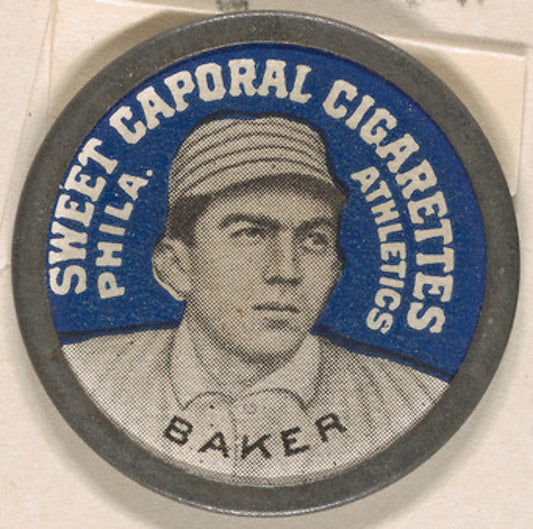 SWEET CAPORAL CIGARETTES
PHILA.
ATHLETICS
BAKER